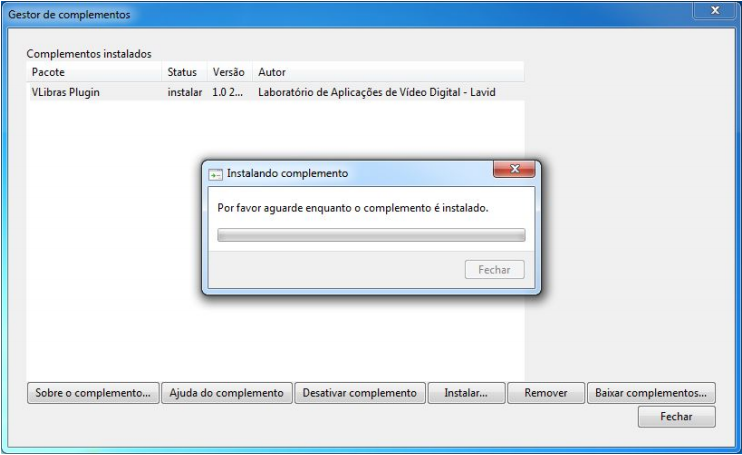 Gestor de complementos
Complementos instalados
Pacote Status Versão Autor
VLibras Plugin instalar 1.0 2... Laboratório de Aplicações de Vídeo Digital - Lavid
Instalando complemento
Por favor aguarde enquanto o complemento é instalado.
Fechar
Sobre o complemento... Ajuda do complemento Desativar complemento Instalar... Remover Baixar complementos...
Fechar